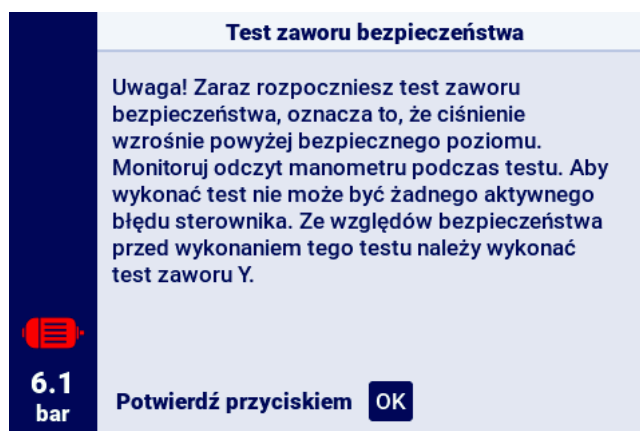 Test zaworu bezpieczeństwa
Uwaga! Zaraz rozpoczniesz test zaworu
bezpieczeństwa, oznacza to, że ciśnienie
wzrośnie powyżej bezpiecznego poziomu.
Monitoruj odczyt manometru podczas testu. Aby
wykonać test nie może być żadnego aktywnego
błędu sterownika. Ze względów bezpieczeństwa
przed wykonaniem tego testu należy wykonać
test zaworu Y.
6.1
bar
Potwierdź przyciskiem OK